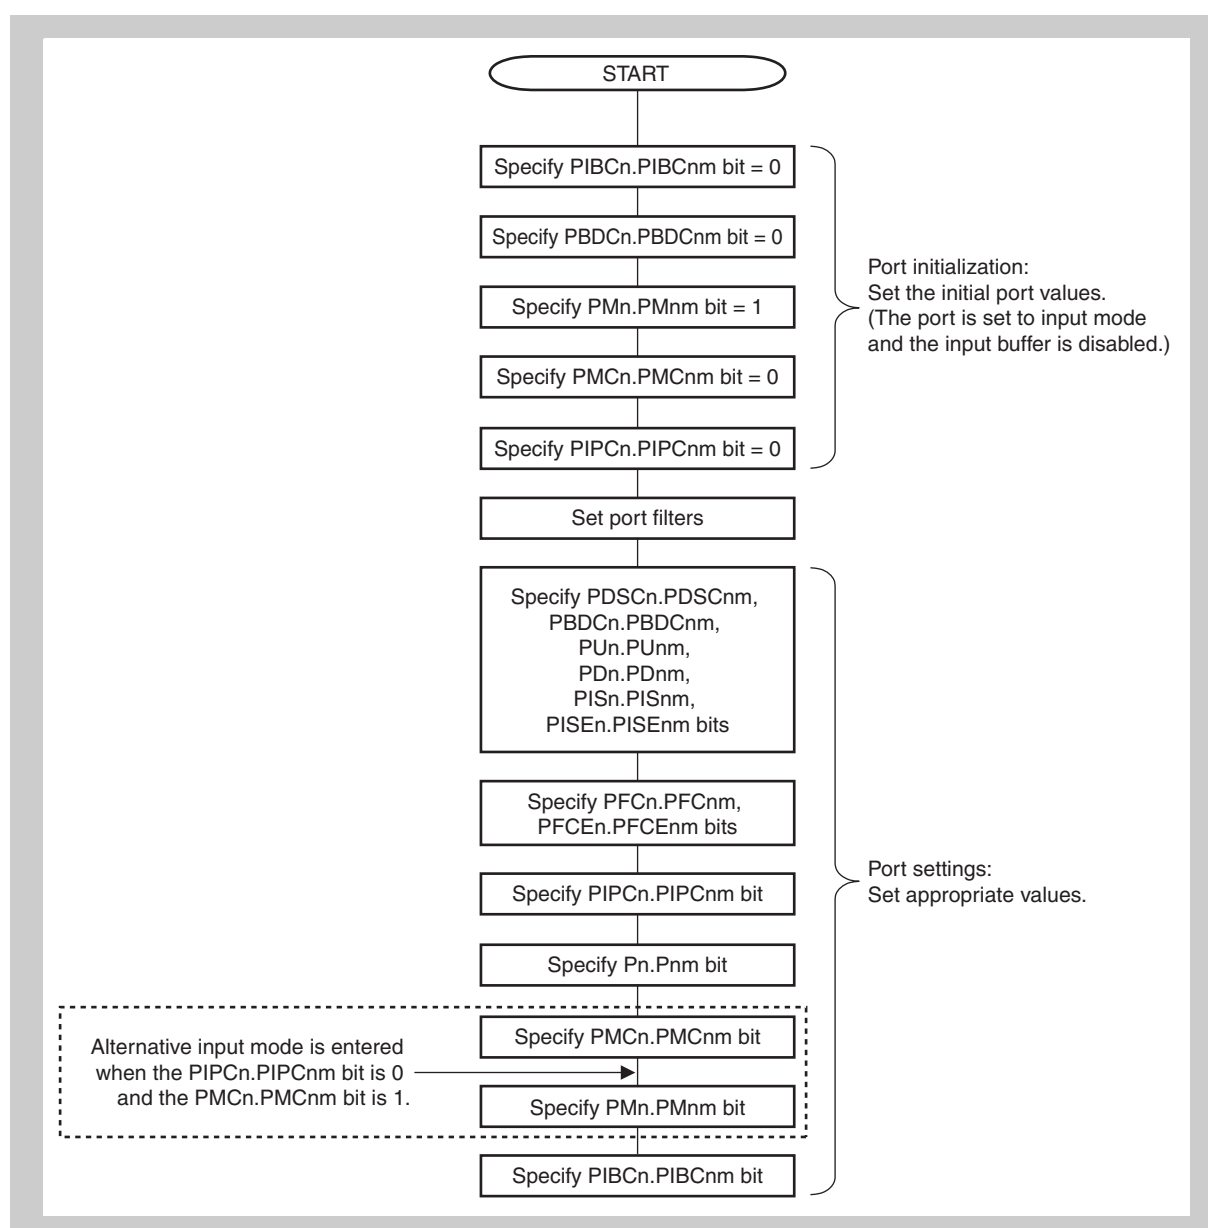 START
Specify PIBCn.PIBCnm bit = 0
Specify PBDCn.PBDCnm bit = 0
Specify PMn.PMnm bit = 1
Specify PMCn.PMCnm bit = 0
Specify PIPCn.PIPCnm bit = 0
Port initialization:
Set the initial port values.
(The port is set to input mode
and the input buffer is disabled.)
Set port filters
Specify PDSCn.PDSCnm,
PBDCn.PBDCnm,
PUn.PUnm,
PDn.PDnm,
PISn.PISnm,
PISEn.PISEnm bits
Specify PFCn.PFCnm,
PFCEn.PFCEnm bits
Specify PIPCn.PIPCnm bit
Specify Pn.Pnm bit
Port settings:
Set appropriate values.
Specify PMCn.PMCnm bit
Alternative input mode is entered
when the PIPCn.PIPCnm bit is 0
and the PMCn.PMCnm bit is 1.
Specify PMn.PMnm bit
Specify PIBCn.PIBCnm bit